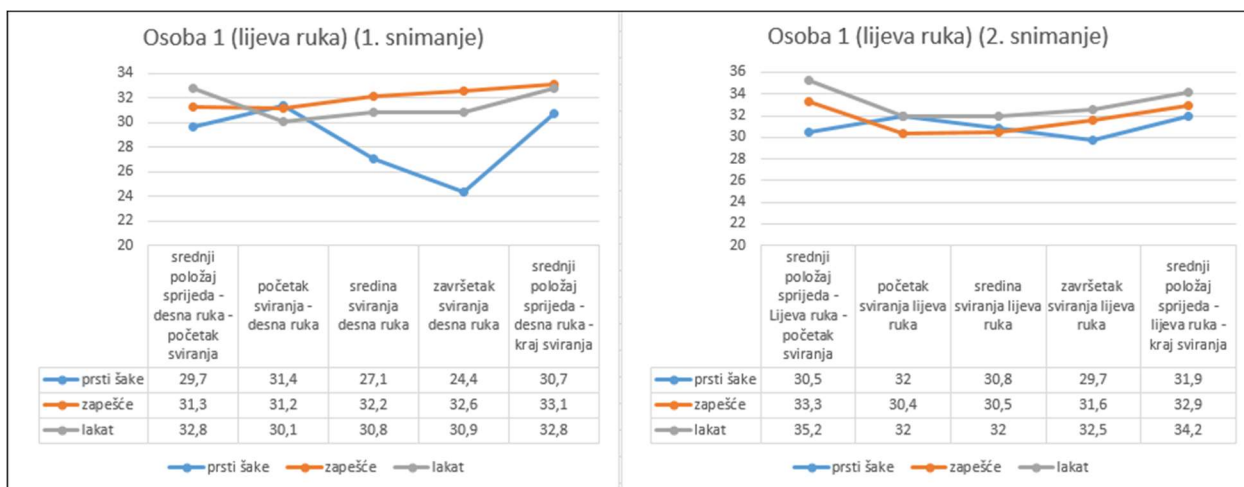 Osoba 1 (lijeva ruka) (1. snimanje)
34
32
30
28
26
24
22
20
srednji
položaj
sprijeda -
desna ruka -
početak
sviranja
početak
sviranja -
desna ruka
sredina
sviranja
desna ruka
završetak
sviranja
desna ruka
srednji
položaj
sprijeda -
desna ruka -
kraj sviranja
prsti šake 29,7 31,4 27,1 24,4 30,7
zapešće 31,3 31,2 32,2 32,6 33,1
lakat 32,8 30,1 30,8 30,9 32,8
prsti šake zapešće lakat
Osoba 1 (lijeva ruka) (2. snimanje)
36
34
32
30
28
26
24
22
20
srednji
položaj
sprijeda -
Lijeva ruka -
početak
sviranja
početak
sviranja lijeva
ruka
sredina
sviranja lijeva
ruka
završetak
sviranja lijeva
ruka
srednji
položaj
sprijeda -
lijeva ruka -
kraj sviranja
prsti šake 30,5 32 30,8 29,7 31,9
zapešće 33,3 30,4 30,5 31,6 32,9
lakat 35,2 32 32 32,5 34,2
prsti šake zapešće lakat